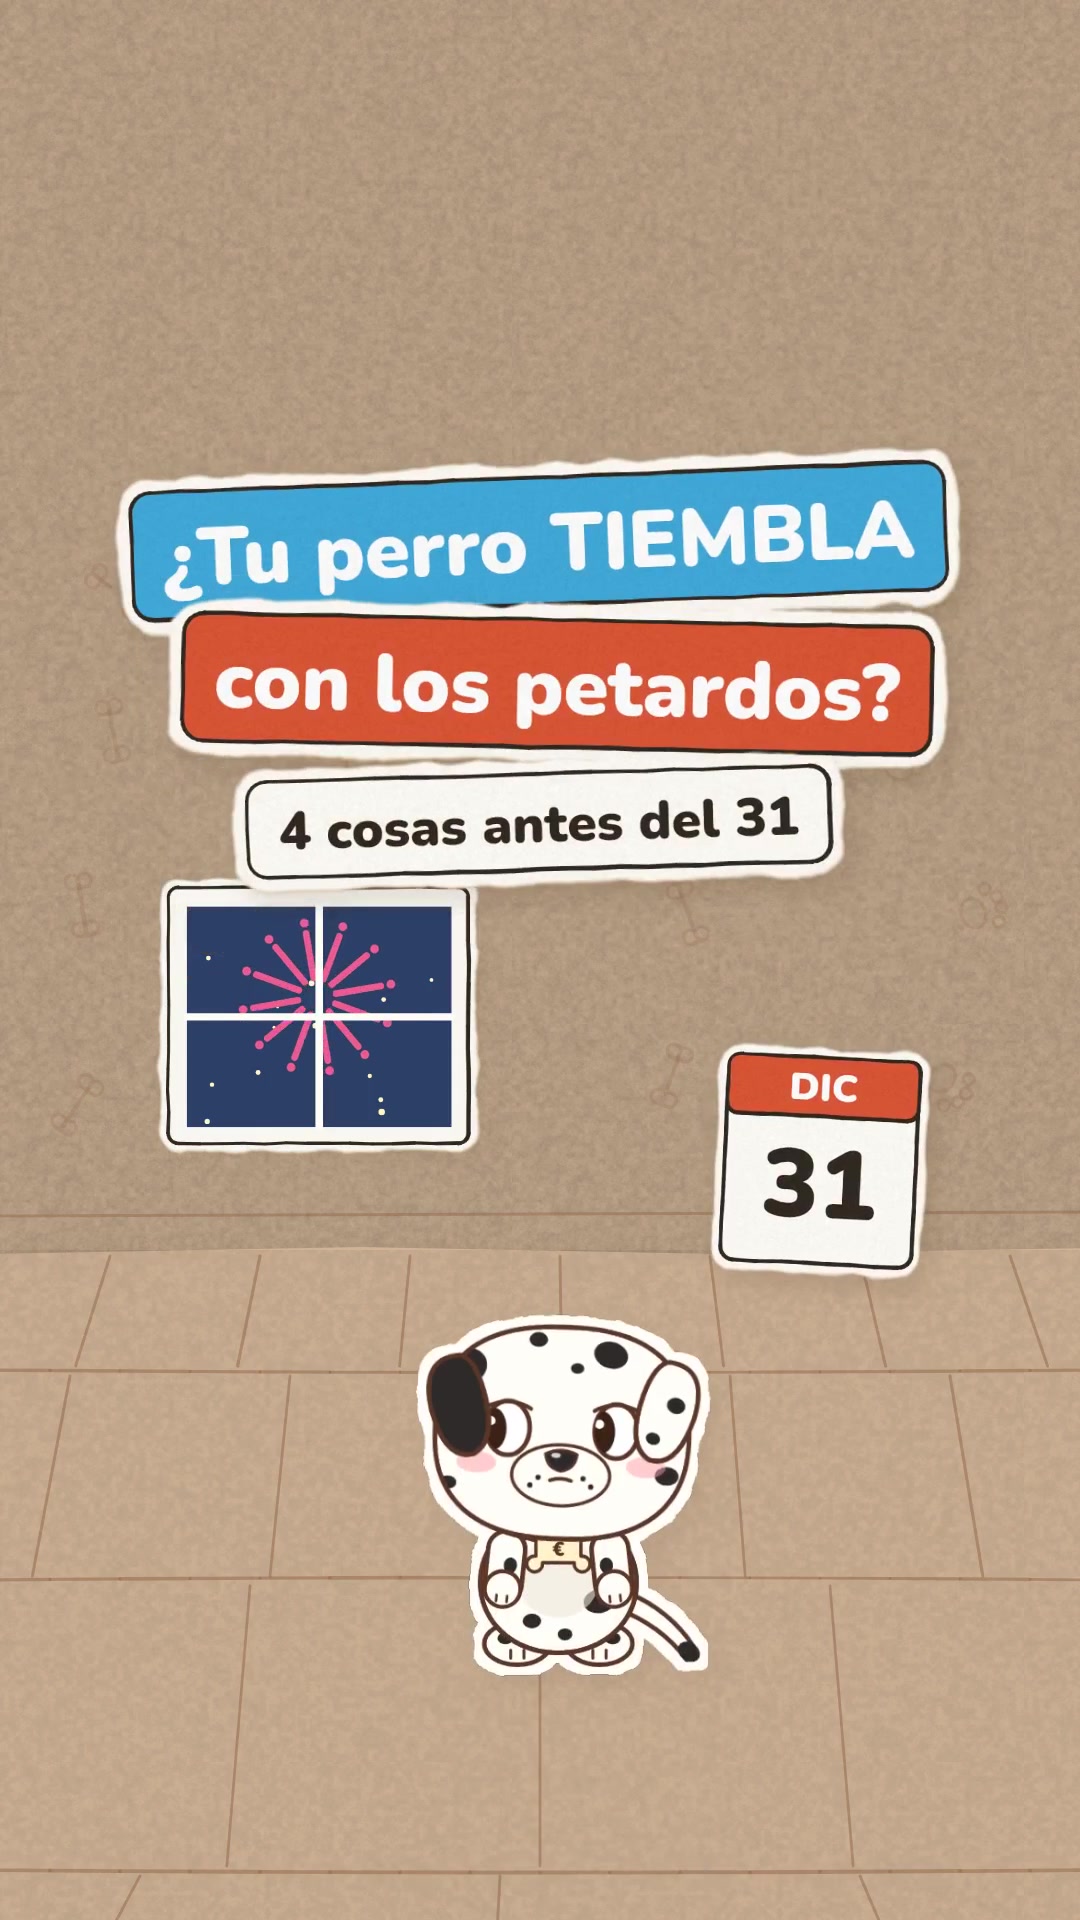 ¿Tu perro TIEMBLA
con los petardos?
4 cosas antes del 31
DIC
31
€